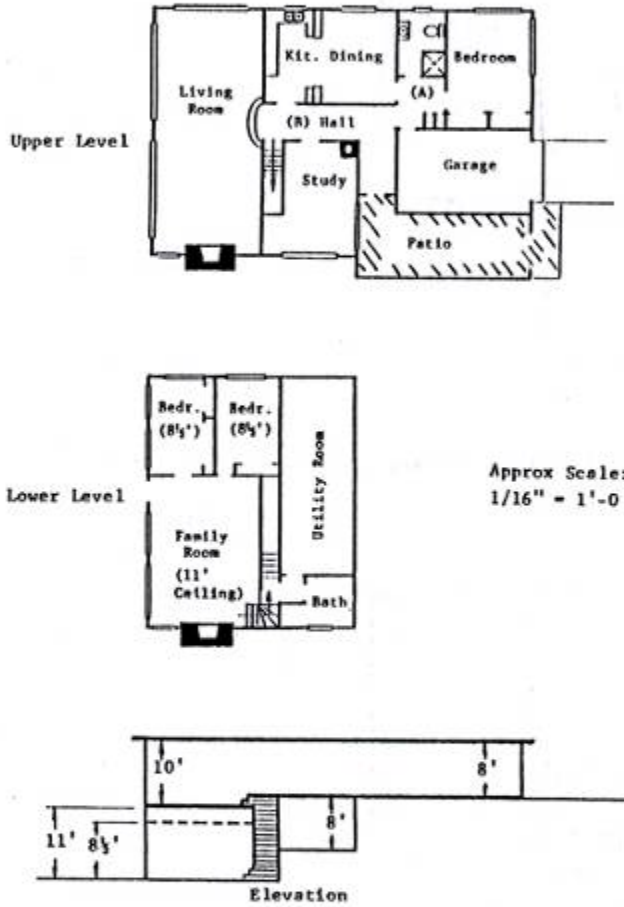 Upper Level
Living
Room
Kit. Dining
(A)
Bedroom
(B) Hall
Study
Garage
Patio
Lower Level
Bedr.
(8½')
Bedr.
(8½')
Utility Room
Family
Room
(11'
Ceiling)
Bath
Approx Scale:
1/16" = 1'-0
10'
8'
11'
8½'
8'
Elevation